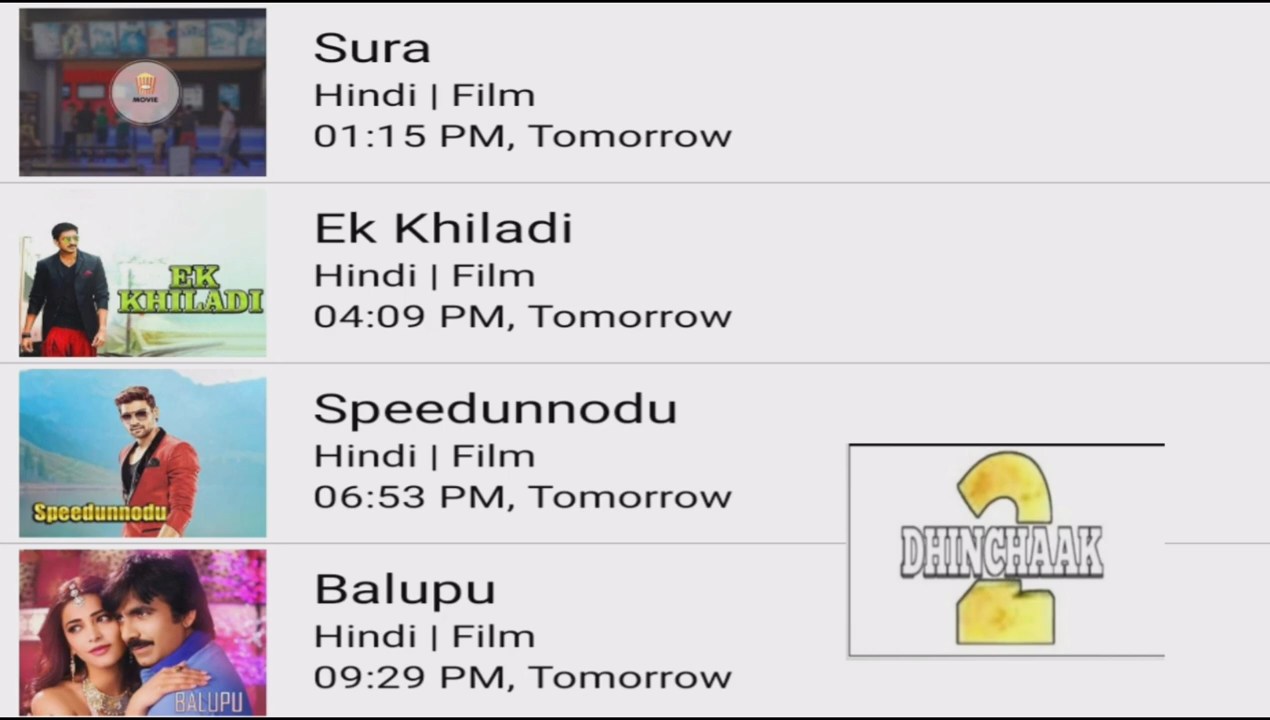 MOVIE
Sura
Hindi | Film
01:15 PM, Tomorrow
EK
KHILADI
Ek Khiladi
Hindi | Film
04:09 PM, Tomorrow
Speedunnodu
Speedunnodu
Hindi | Film
06:53 PM, Tomorrow
BALUPU
Balupu
Hindi | Film
09:29 PM, Tomorrow
2
DHINCHAAK